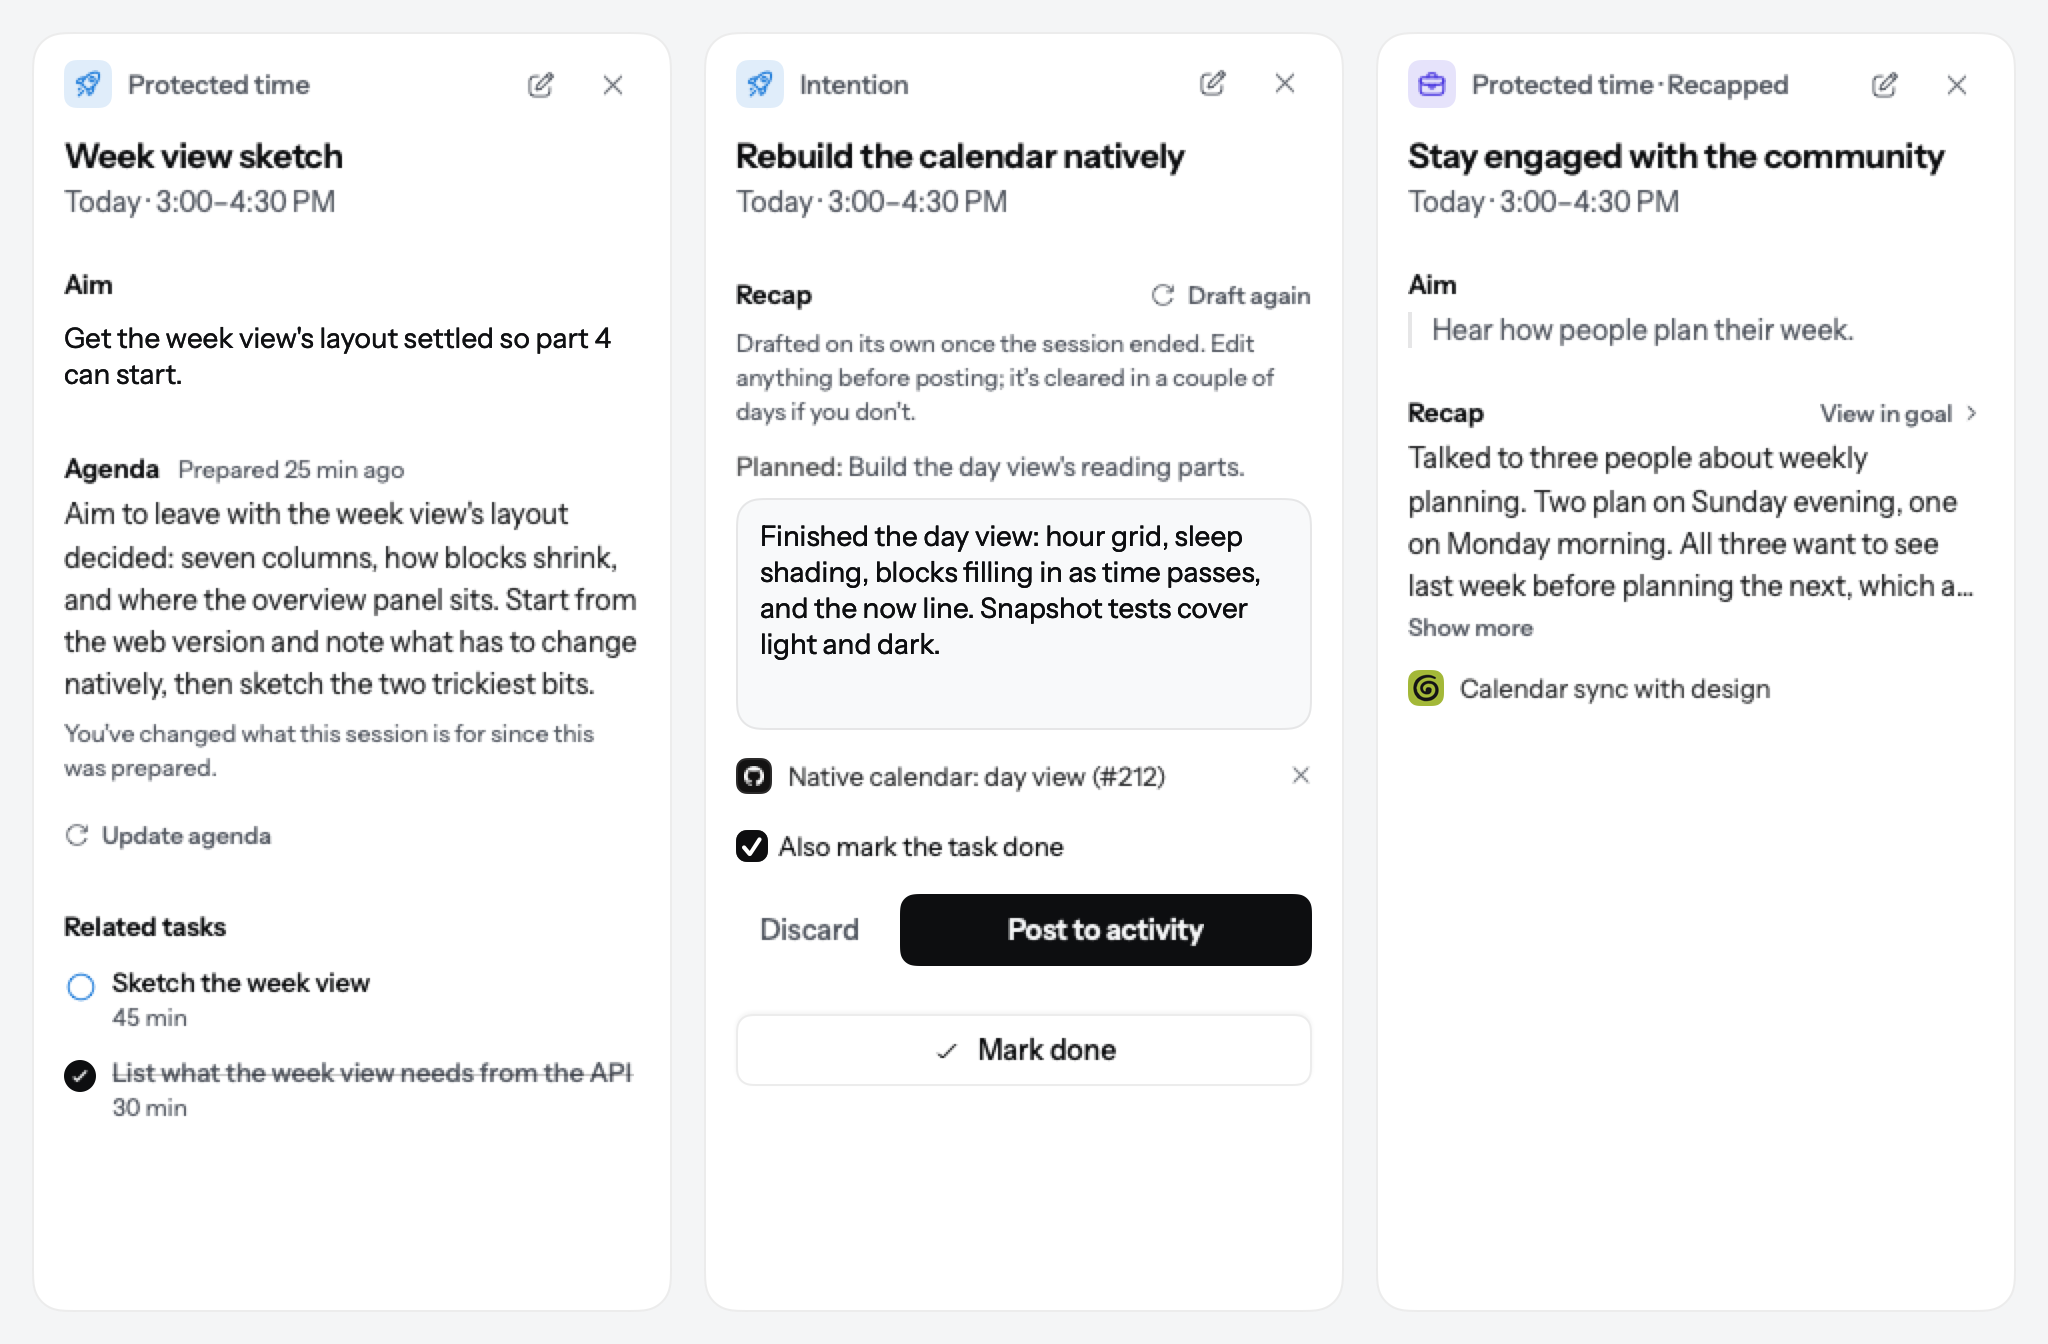 Protected time
Week view sketch
Today · 3:00–4:30 PM
Aim
Get the week view's layout settled so part 4
can start.
Agenda Prepared 25 min ago
Aim to leave with the week view's layout
decided: seven columns, how blocks shrink,
and where the overview panel sits. Start from
the web version and note what has to change
natively, then sketch the two trickiest bits.
You've changed what this session is for since this
was prepared.
Update agenda
Related tasks
Sketch the week view
45 min
List what the week view needs from the API
30 min
Intention
Rebuild the calendar natively
Today · 3:00–4:30 PM
Recap Draft again
Drafted on its own once the session ended. Edit
anything before posting; it's cleared in a couple of
days if you don't.
Planned: Build the day view's reading parts.
Finished the day view: hour grid, sleep
shading, blocks filling in as time passes,
and the now line. Snapshot tests cover
light and dark.
Native calendar: day view (#212)
Also mark the task done
Discard Post to activity
Mark done
Protected time · Recapped
Stay engaged with the community
Today · 3:00–4:30 PM
Aim
Hear how people plan their week.
Recap View in goal
Talked to three people about weekly
planning. Two plan on Sunday evening, one
on Monday morning. All three want to see
last week before planning the next, which a...
Show more
Calendar sync with design